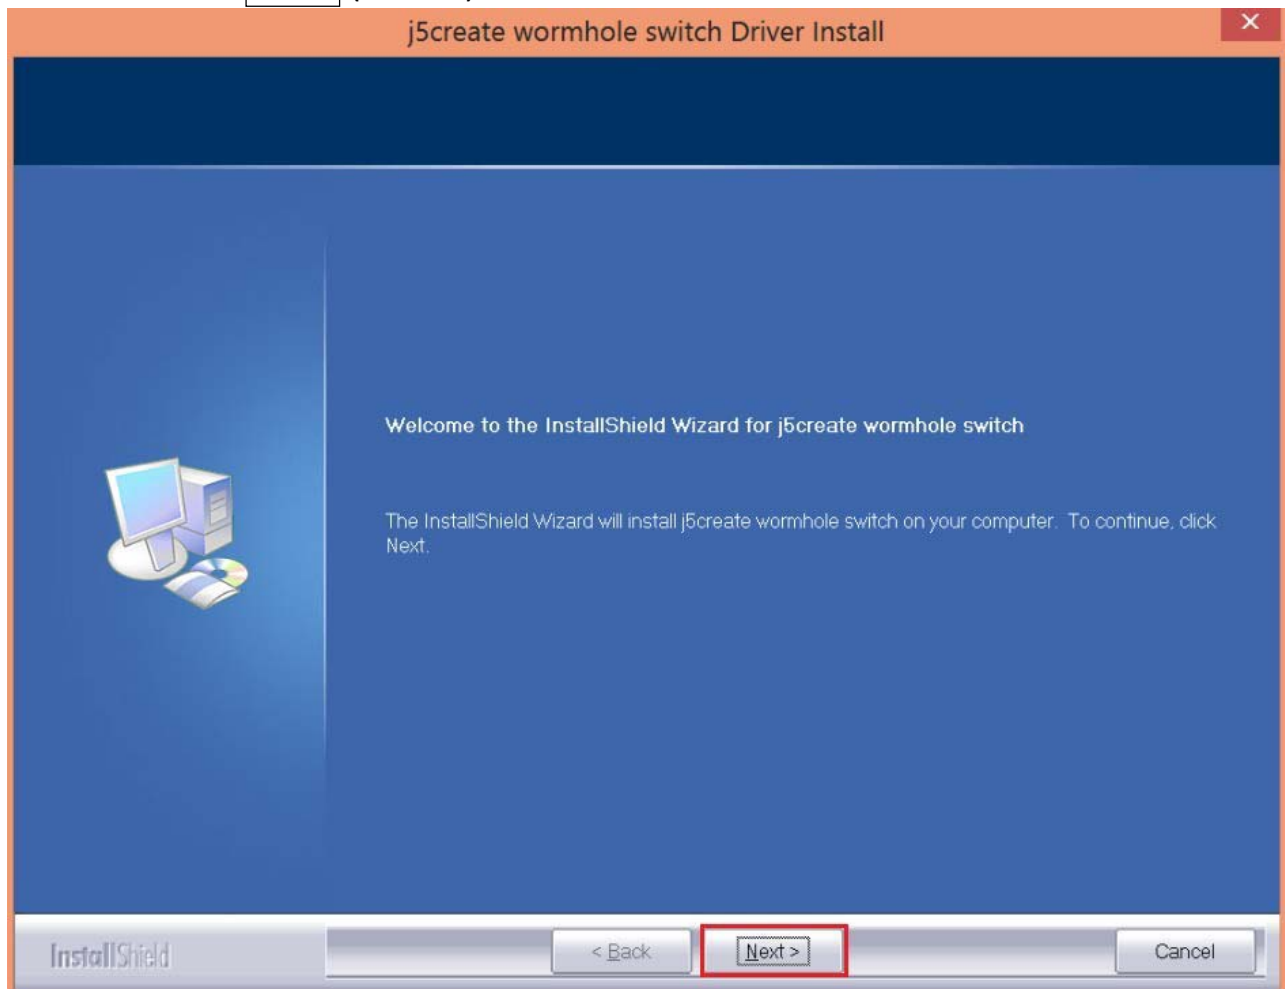 j5create wormhole switch Driver Install
Welcome to the InstallShield Wizard for j5create wormhole switch
The InstallShield Wizard will install j5create wormhole switch on your computer. To continue, click
Next.
InstallShield
< Back
Next >
Cancel